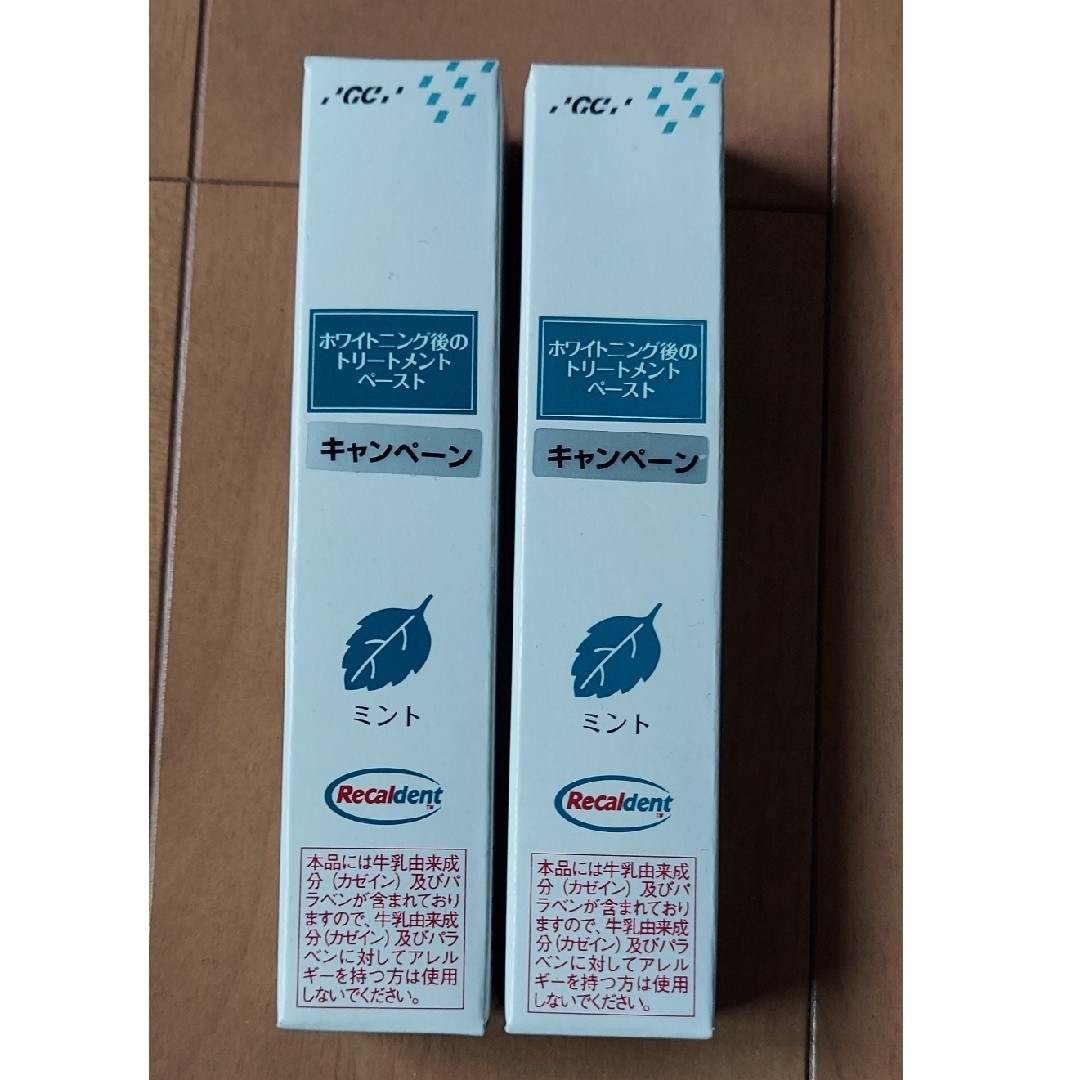 GC
ホワイトニング後の
トリートメント
ペースト
キャンペーン
ミント
Recaldent™
本品には牛乳由来成
分（カゼイン）及びパ
ラベンが含まれており
ますので、牛乳由来成
分（カゼイン）及びパラ
ベンに対してアレル
ギーを持つ方は使用
しないでください。
GC
ホワイトニング後の
トリートメント
ペースト
キャンペーン
ミント
Recaldent™
本品には牛乳由来成
分（カゼイン）及びパ
ラベンが含まれており
ますので、牛乳由来成
分（カゼイン）及びパラ
ベンに対してアレル
ギーを持つ方は使用
しないでください。